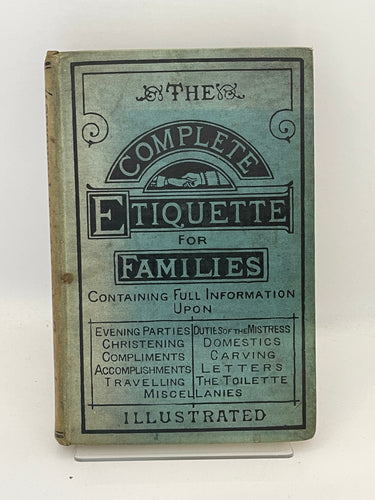 THE
COMPLETE
ETIQUETTE
FOR
FAMILIES
CONTAINING FULL INFORMATION
UPON
EVENING PARTIES DUTIES OF THE MISTRESS
CHRISTENING DOMESTICS
COMPLIMENTS CARVING
ACCOMPLISHMENTS LETTERS
TRAVELLING THE TOILETTE
MISCELLANIES
ILLUSTRATED